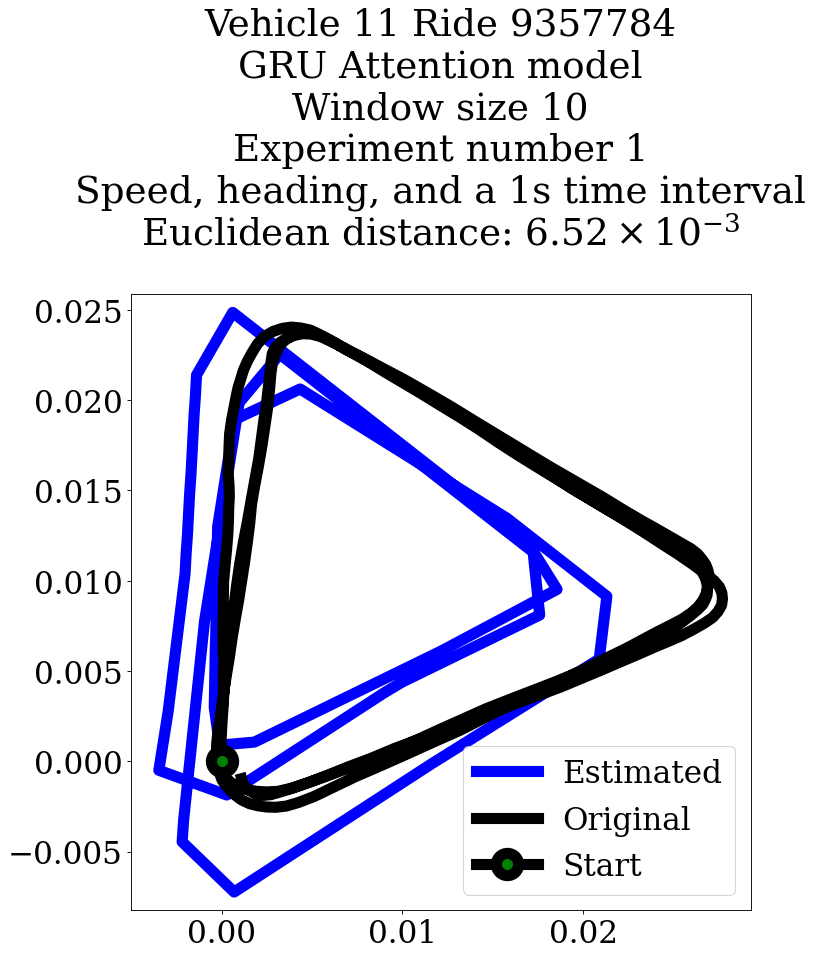 Vehicle 11 Ride 9357784
GRU Attention model
Window size 10
Experiment number 1
Speed, heading, and a 1s time interval
Euclidean distance: 6.52 × 10⁻³
0.025
0.020
0.015
0.010
0.005
0.000
−0.005
0.00 0.01 0.02
Estimated
Original
Start